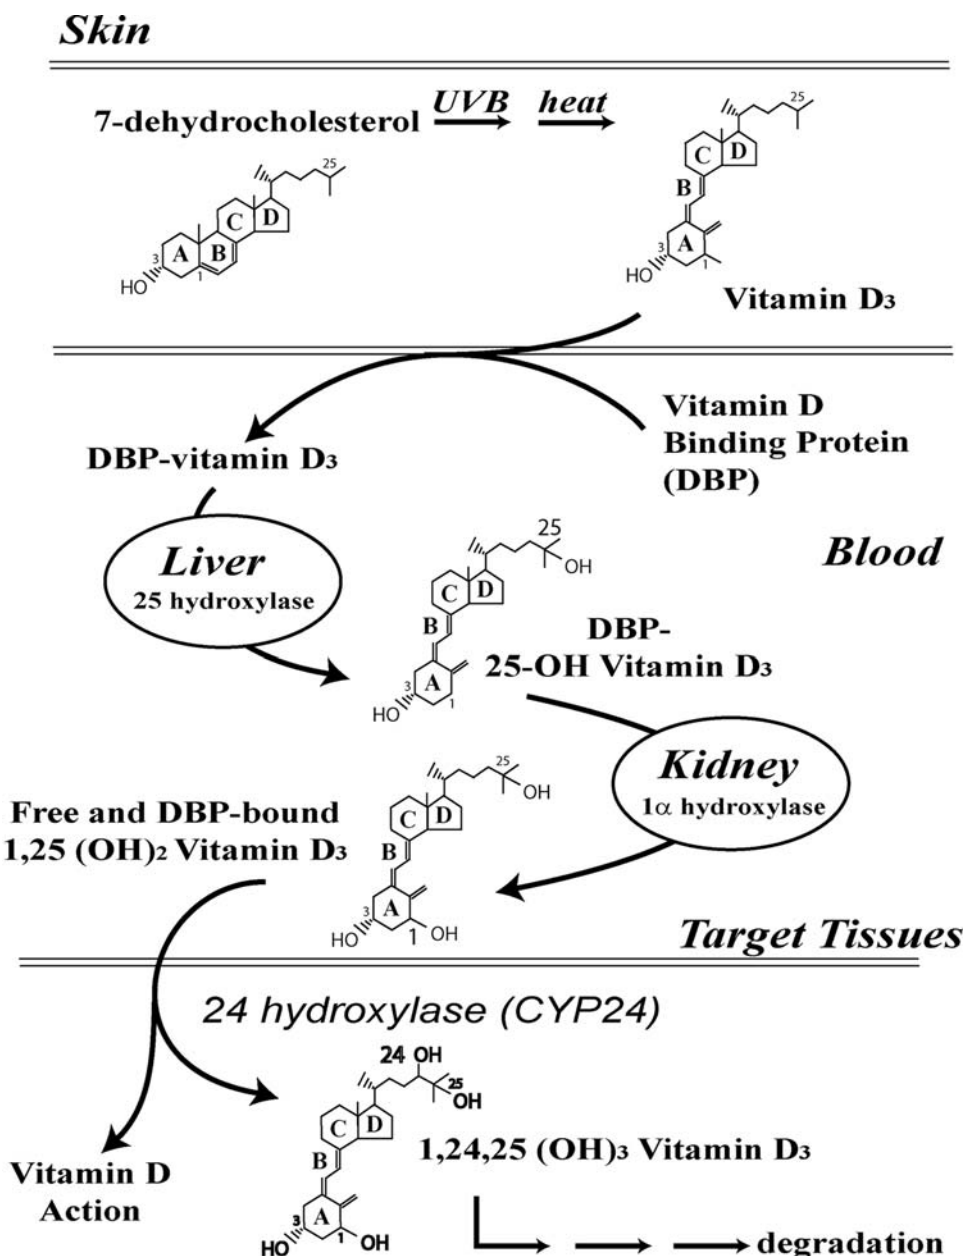 Skin
7-dehydrocholesterol UVB heat
25
C D
B
A
3
1
HO
25
D
C
A B
3
1
HO
Vitamin D3
Vitamin D
Binding Protein
(DBP)
DBP-vitamin D3
Liver
25 hydroxylase
Blood
25
OH
C D
B
A
3
1
HO
DBP-
25-OH Vitamin D3
Kidney
1α hydroxylase
25
OH
C D
B
A
3
1 OH
HO
Free and DBP-bound
1,25 (OH)2 Vitamin D3
Target Tissues
24 hydroxylase (CYP24)
24 OH
25
OH
C D
B
A
3
1
OH
HO
1,24,25 (OH)3 Vitamin D3
Vitamin D
Action
degradation